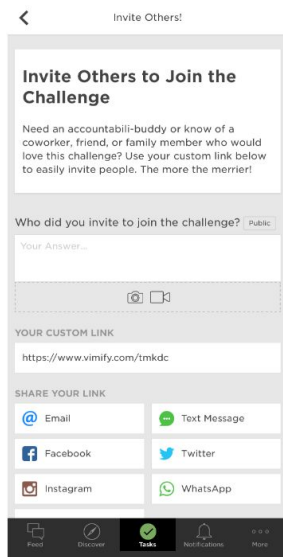 Invite Others!
Invite Others to Join the
Challenge
Need an accountabili-buddy or know of a
coworker, friend, or family member who would
love this challenge? Use your custom link below
to easily invite people. The more the merrier!
Who did you invite to join the challenge? Public
Your Answer...
YOUR CUSTOM LINK
https://www.vimify.com/tmkdc
SHARE YOUR LINK
Email
Text Message
Facebook
Twitter
Instagram
WhatsApp
Feed Discover Tasks Notifications More